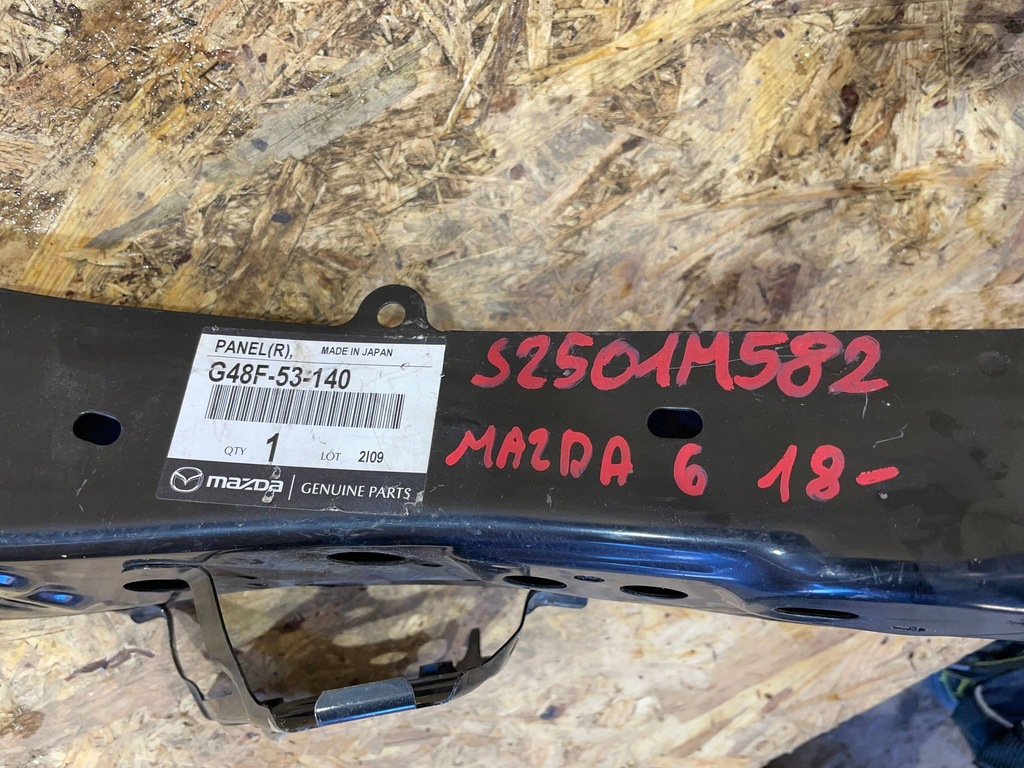 PANEL(R), MADE IN JAPAN
G48F-53-140
QTY 1 LOT 2I09
mazda GENUINE PARTS
S2501M582
MAZDA 6 18-